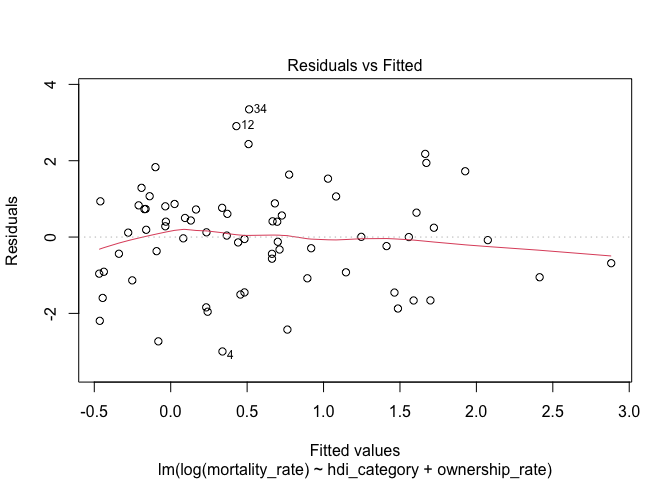 Residuals vs Fitted
4
2
0
-2
Residuals
34
12
4
-0.5 0.0 0.5 1.0 1.5 2.0 2.5 3.0
Fitted values
lm(log(mortality_rate) ~ hdi_category + ownership_rate)